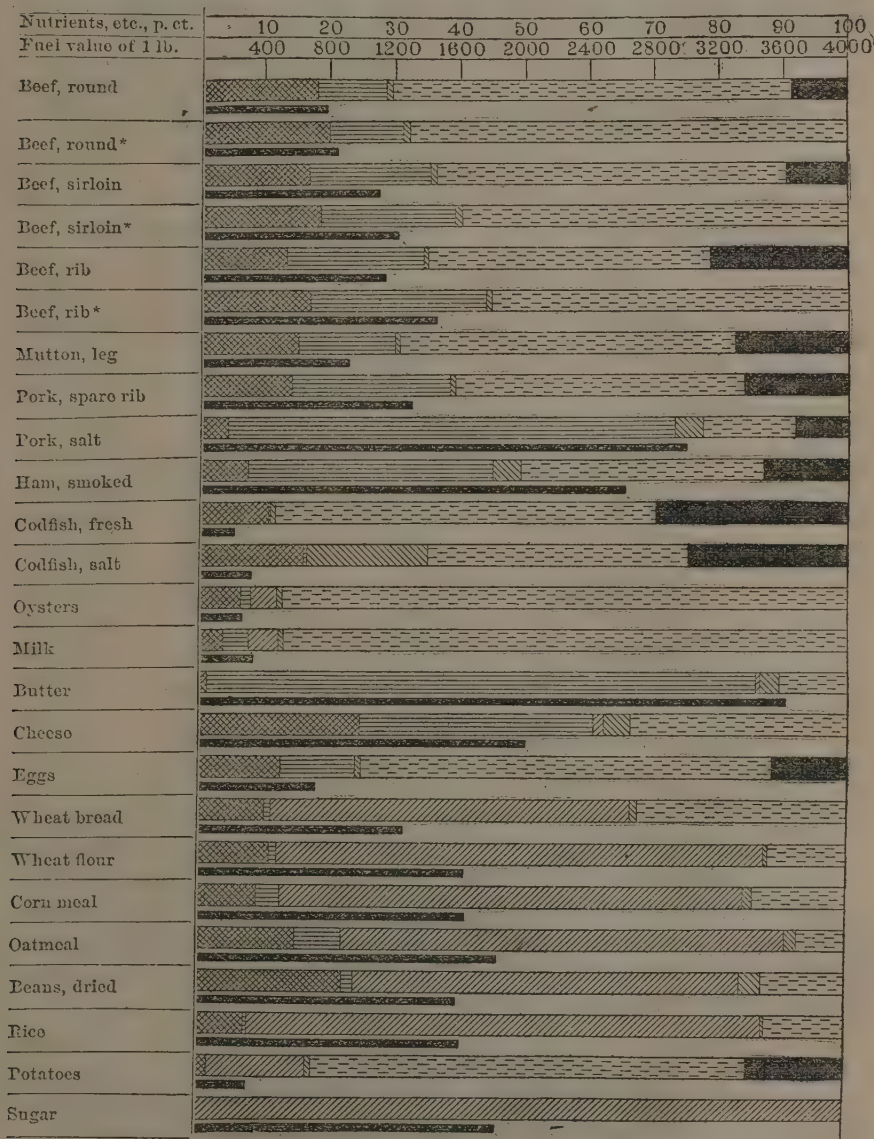 Nutrients, etc., p. ct. 10 20 30 40 50 60 70 80 90 100
Fuel value of 1 lb. 400 800 1200 1600 2000 2400 2800 3200 3600 4000
Beef, round
Beef, round*
Beef, sirloin
Beef, sirloin*
Beef, rib
Beef, rib*
Mutton, leg
Pork, spare rib
Pork, salt
Ham, smoked
Codfish, fresh
Codfish, salt
Oysters
Milk
Butter
Cheese
Eggs
Wheat bread
Wheat flour
Corn meal
Oatmeal
Beans, dried
Rice
Potatoes
Sugar